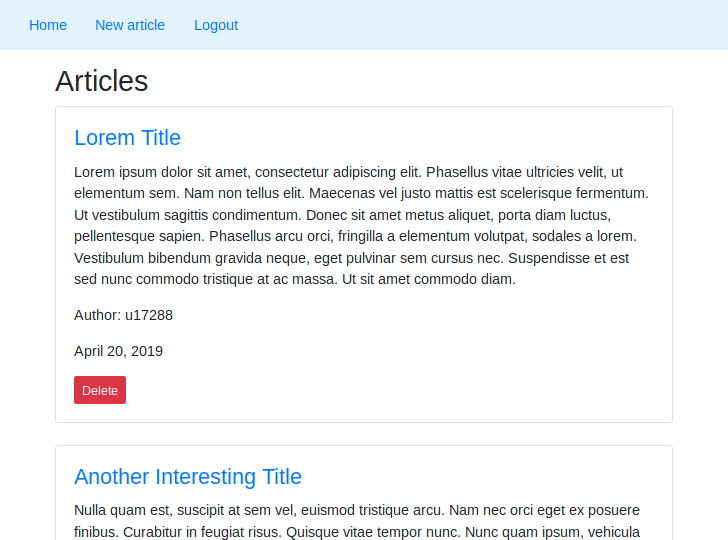 Home New article Logout
Articles
Lorem Title
Lorem ipsum dolor sit amet, consectetur adipiscing elit. Phasellus vitae ultricies velit, ut
elementum sem. Nam non tellus elit. Maecenas vel justo mattis est scelerisque fermentum.
Ut vestibulum sagittis condimentum. Donec sit amet metus aliquet, porta diam luctus,
pellentesque sapien. Phasellus arcu orci, fringilla a elementum volutpat, sodales a lorem.
Vestibulum bibendum gravida neque, eget pulvinar sem cursus nec. Suspendisse et est
sed nunc commodo tristique at ac massa. Ut sit amet commodo diam.
Author: u17288
April 20, 2019
Delete
Another Interesting Title
Nulla quam est, suscipit at sem vel, euismod tristique arcu. Nam nec orci eget ex posuere
finibus. Curabitur in feugiat risus. Quisque vitae tempor nunc. Nunc quam ipsum, vehicula